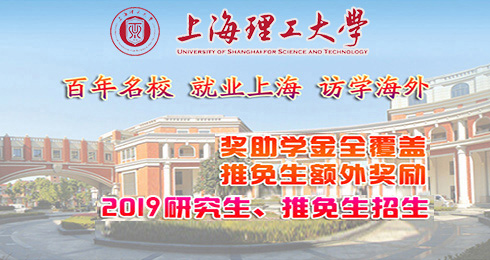 上海理工大學
UNIVERSITY OF SHANGHAI FOR SCIENCE AND TECHNOLOGY
百年名校 就业上海 访学海外
奖助学金全覆盖
推免生额外奖励
2019研究生、推免生招生